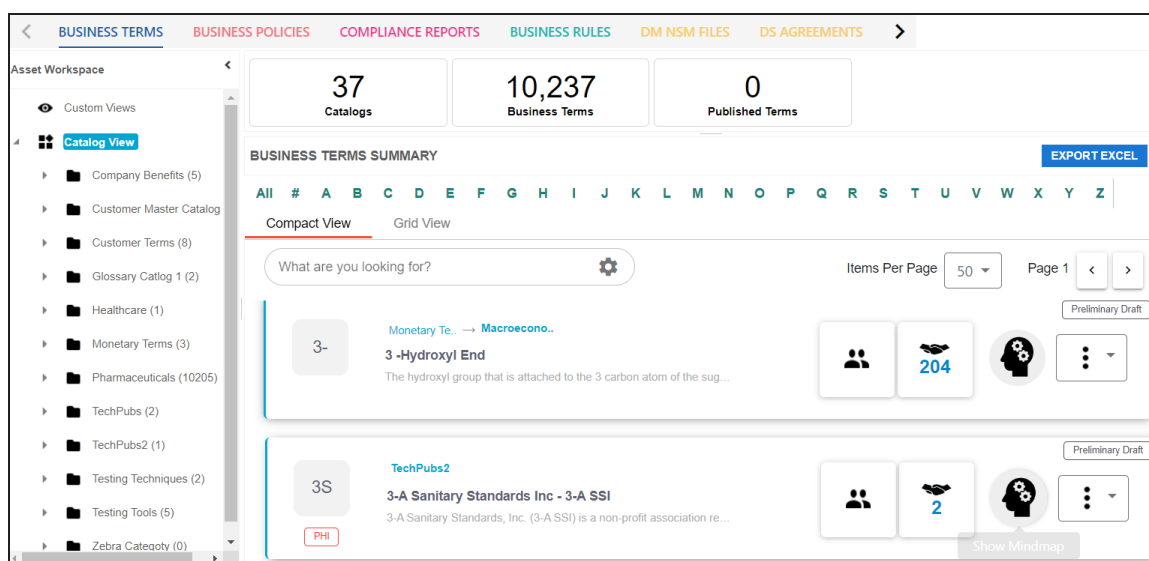 BUSINESS TERMS BUSINESS POLICIES COMPLIANCE REPORTS BUSINESS RULES DM NSM FILES DS AGREEMENTS
Asset Workspace
Custom Views
Catalog View
Company Benefits (5)
Customer Master Catalog
Customer Terms (8)
Glossary Catlog 1 (2)
Healthcare (1)
Monetary Terms (3)
Pharmaceuticals (10205)
TechPubs (2)
TechPubs2 (1)
Testing Techniques (2)
Testing Tools (5)
Zebra Categoty (0)
37
Catalogs
10,237
Business Terms
0
Published Terms
BUSINESS TERMS SUMMARY
EXPORT EXCEL
All # A B C D E F G H I J K L M N O P Q R S T U V W X Y Z
Compact View Grid View
What are you looking for?
Items Per Page 50 Page 1
Preliminary Draft
3-
Monetary Te.. → Macroecono..
3 -Hydroxyl End
The hydroxyl group that is attached to the 3 carbon atom of the sug...
204
Preliminary Draft
3S
PHI
TechPubs2
3-A Sanitary Standards Inc - 3-A SSI
3-A Sanitary Standards, Inc. (3-A SSI) is a non-profit association re...
2
Show Mindmap